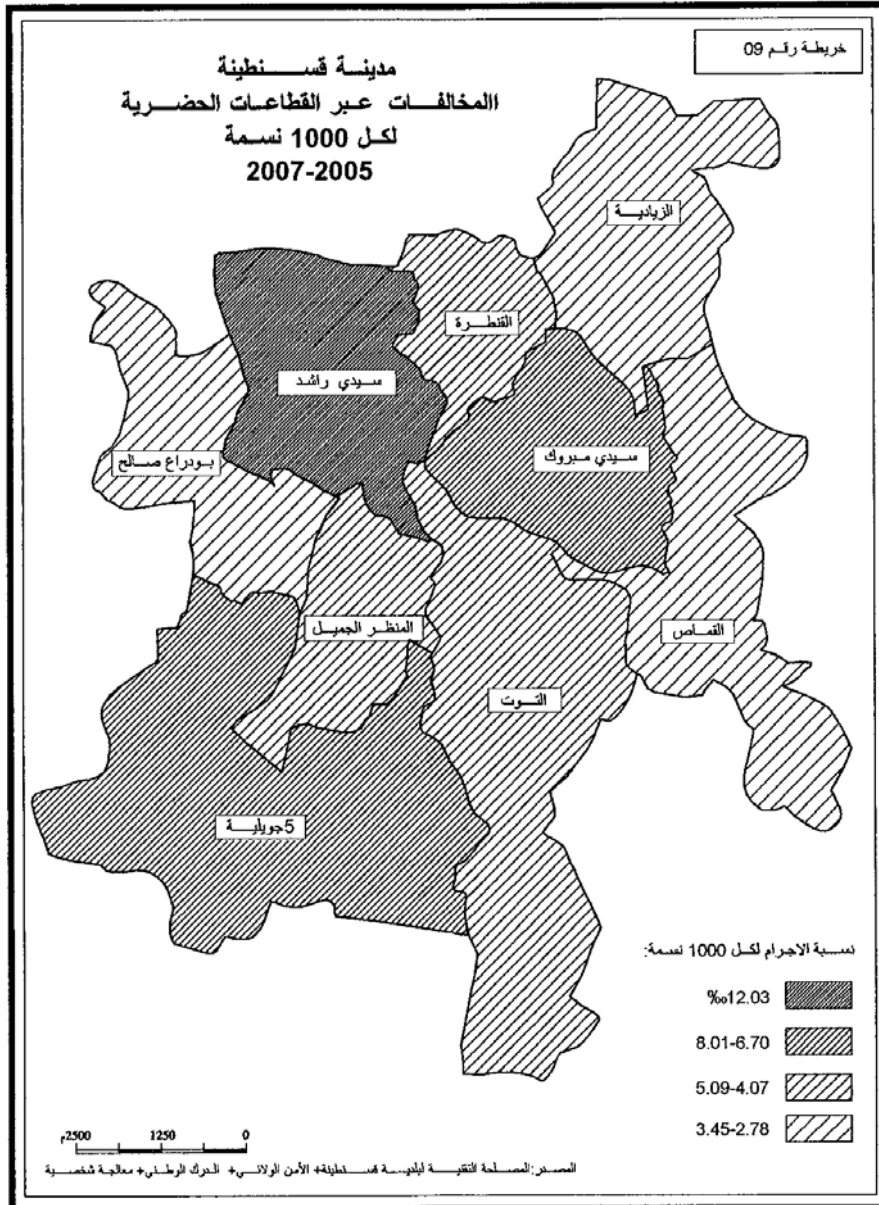 خريطة رقم 09
مدينة قسنطينة
االمخالفات عبر القطاعات الحضرية
لكل 1000 نسمة
2007-2005
الزيادية
القنطرة
سيدي راشد
سيدي مبروك
بودراع صالح
المنظر الجميل
القماص
التوت
5جويلية
نسبة الاجرام لكل 1000 نسمة:
12.03‰
8.01-6.70
5.09-4.07
3.45-2.78
0 1250 2500م
المصدر: المصلحة التقنية لبلدية قسنطينة+ الأمن الولائي+ الدرك الوطني+ معالجة شخصية